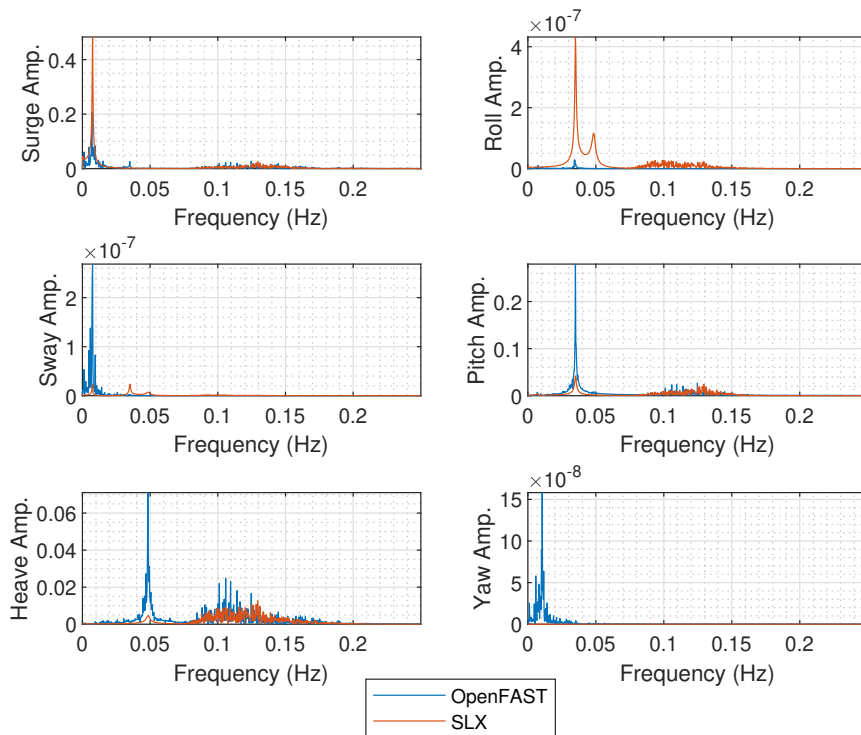 Surge Amp.
0.4
0.2
0
0 0.05 0.1 0.15 0.2
Frequency (Hz)
×10-7
Roll Amp.
4
2
0
0 0.05 0.1 0.15 0.2
Frequency (Hz)
×10-7
Sway Amp.
2
1
0
0 0.05 0.1 0.15 0.2
Frequency (Hz)
Pitch Amp.
0.2
0.1
0
0 0.05 0.1 0.15 0.2
Frequency (Hz)
Heave Amp.
0.06
0.04
0.02
0
0 0.05 0.1 0.15 0.2
Frequency (Hz)
×10-8
Yaw Amp.
15
10
5
0
0 0.05 0.1 0.15 0.2
Frequency (Hz)
OpenFAST
SLX